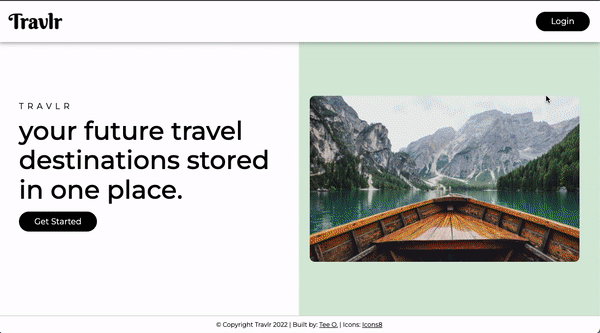 Travlr
Login
TRAVLR
your future travel
destinations stored
in one place.
Get Started
© Copyright Travlr 2022 | Built by: Tee O. | Icons: Icons8